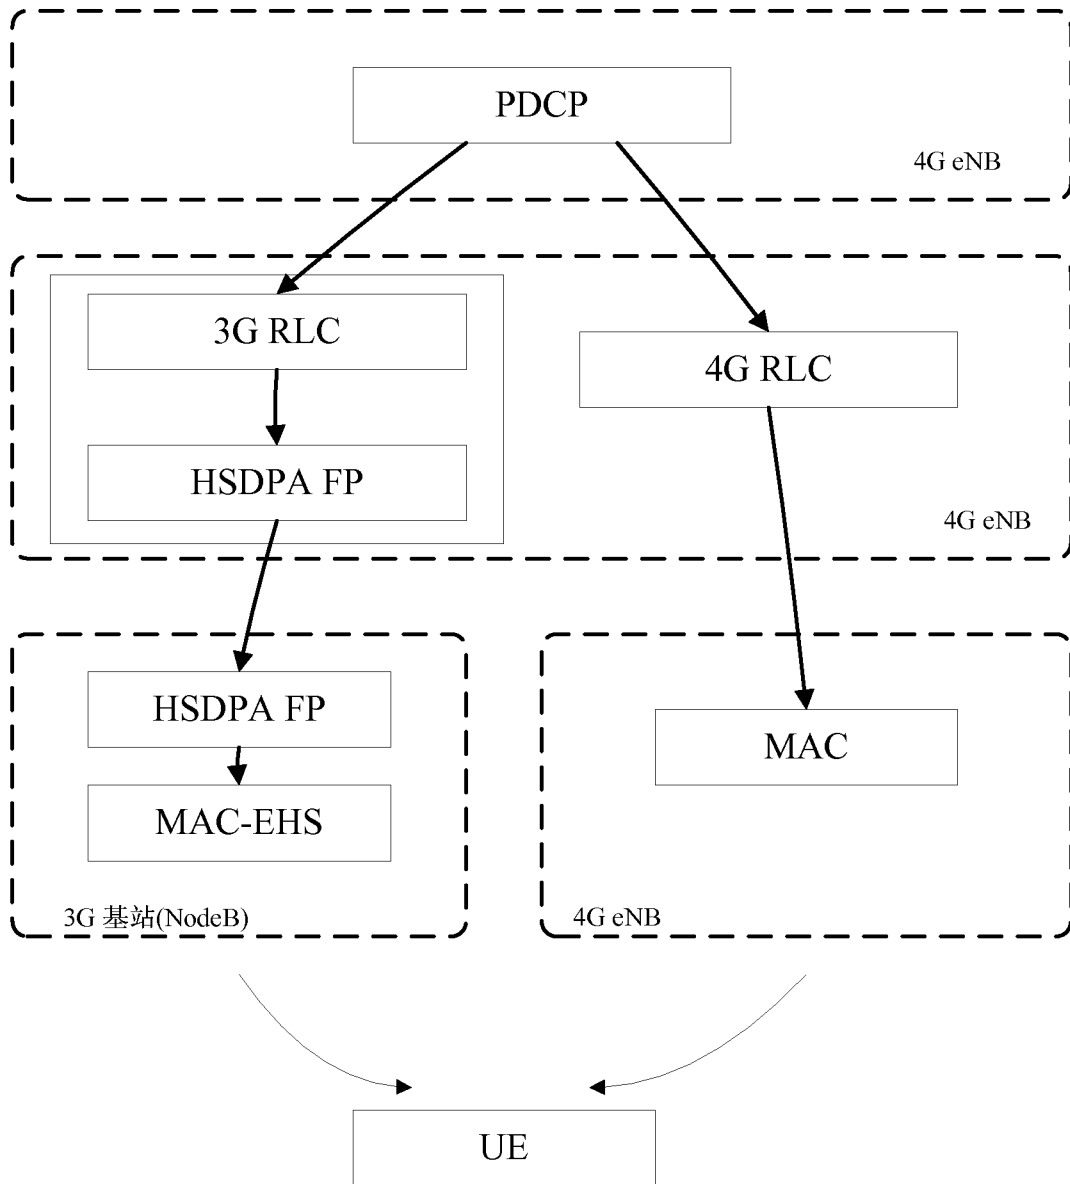 PDCP
4G eNB
3G RLC
4G RLC
HSDPA FP
4G eNB
HSDPA FP
MAC
MAC-EHS
3G 基站(NodeB)
4G eNB
UE